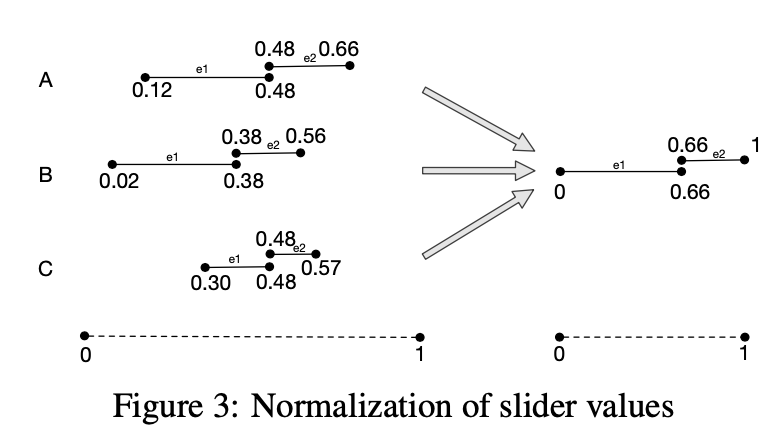 0.48 0.66
A e1 e2
0.12 0.48
0.38 0.56
B e1 e2
0.02 0.38
0.66 1
e1 e2
0 0.66
0.48
C e1 e2
0.30 0.48 0.57
0 1
0 1
Figure 3: Normalization of slider values